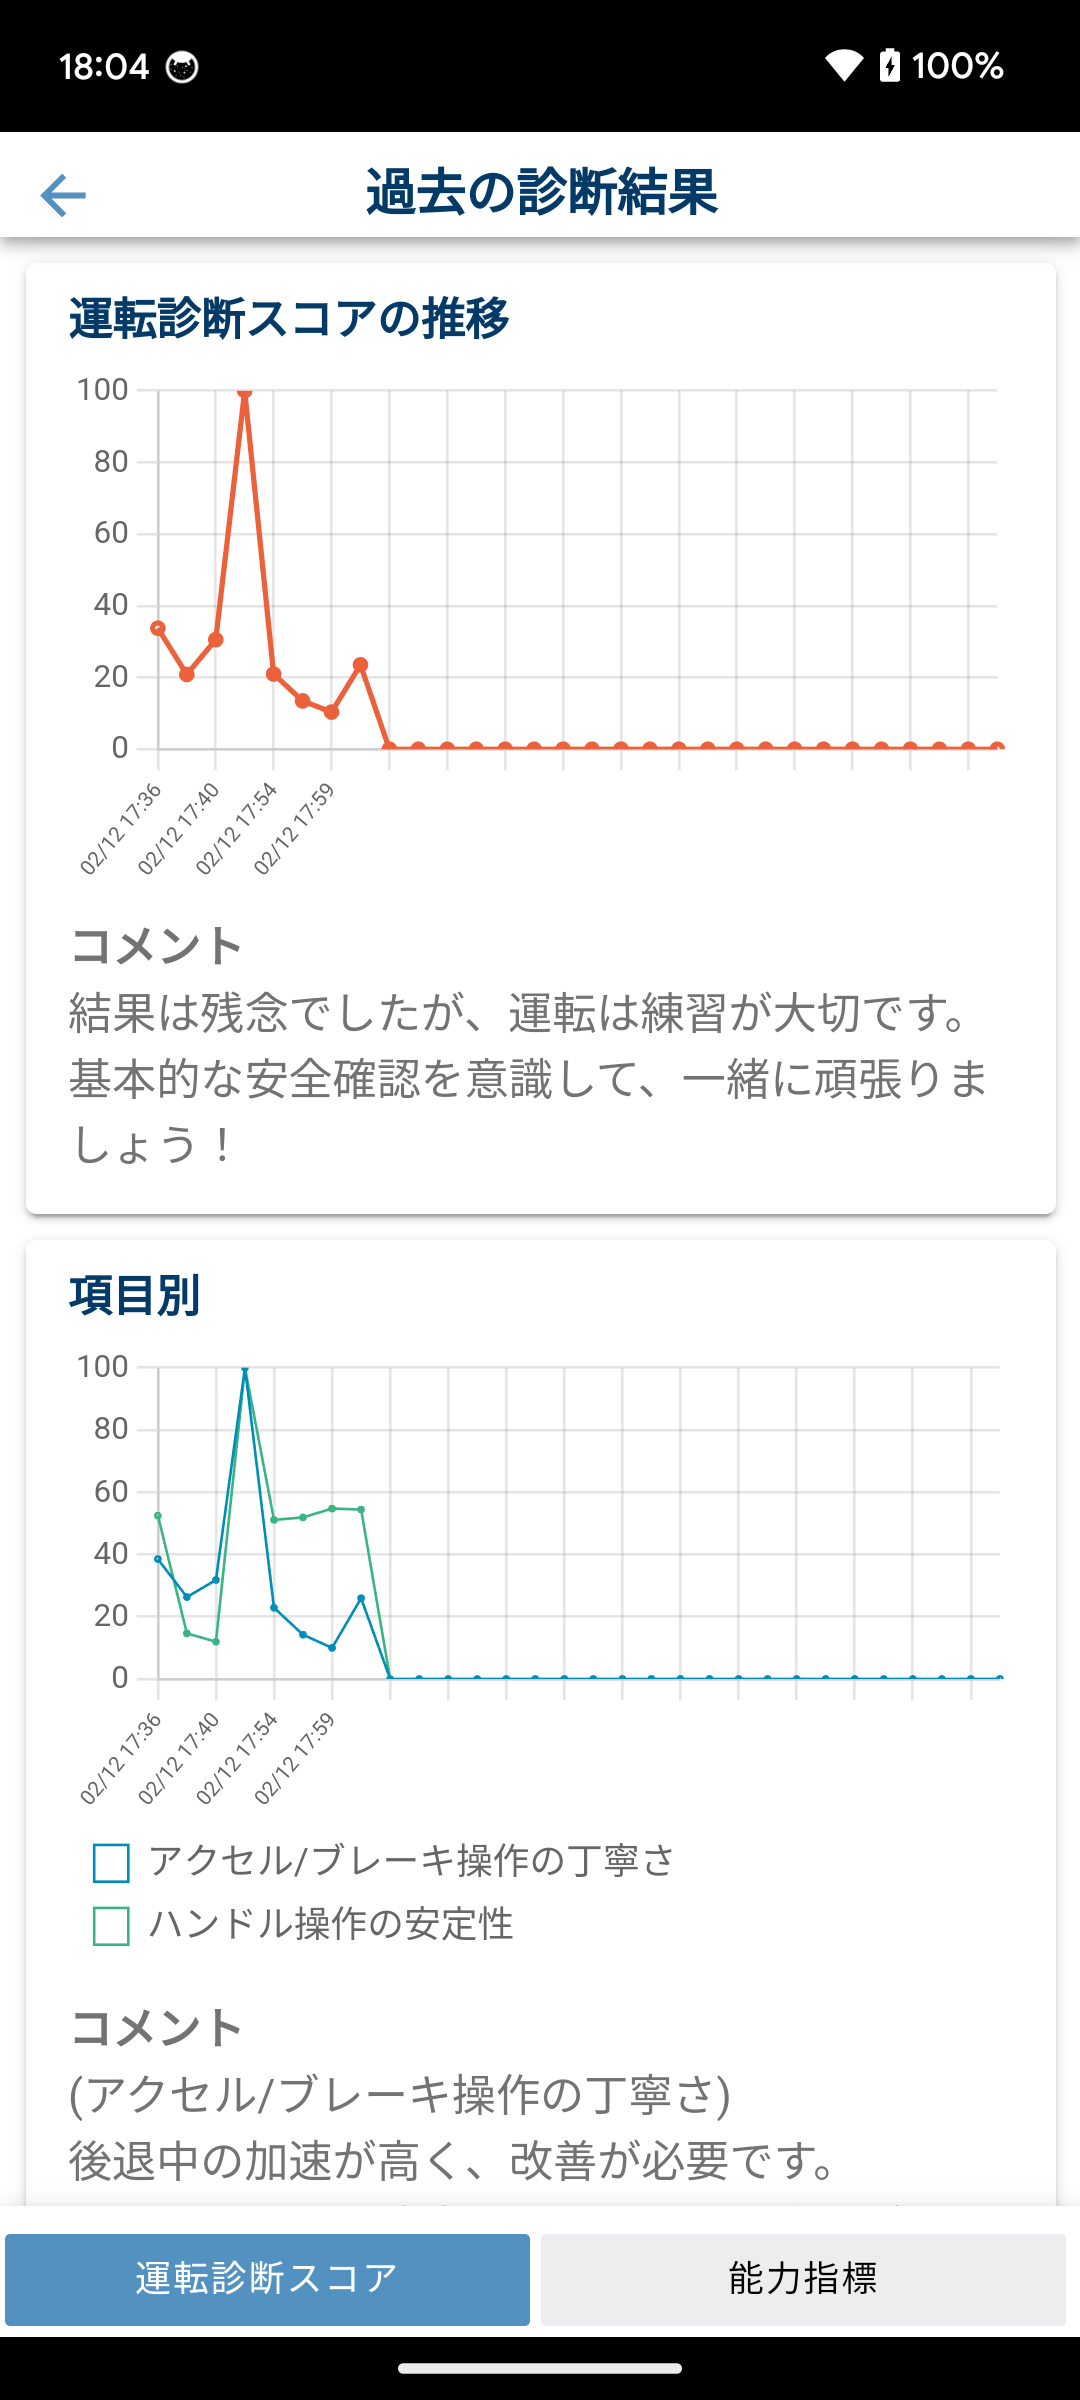 18:04
100%
過去の診断結果
運転診断スコアの推移
100
80
60
40
20
0
02/12 17:36
02/12 17:40
02/12 17:54
02/12 17:59
コメント
結果は残念でしたが、運転は練習が大切です。
基本的な安全確認を意識して、一緒に頑張りま
しょう！
項目別
100
80
60
40
20
0
02/12 17:36
02/12 17:40
02/12 17:54
02/12 17:59
アクセル/ブレーキ操作の丁寧さ
ハンドル操作の安定性
コメント
(アクセル/ブレーキ操作の丁寧さ)
後退中の加速が高く、改善が必要です。
運転診断スコア
能力指標